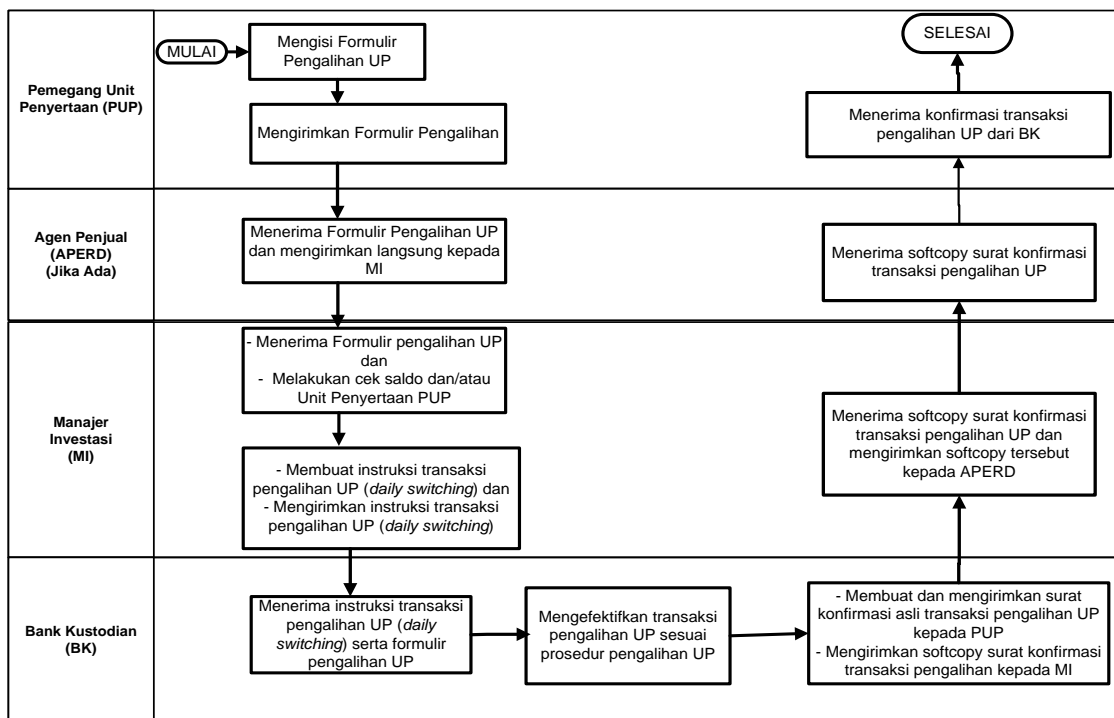 Pemegang Unit
Penyertaan (PUP)
MULAI
Mengisi Formulir
Pengalihan UP
Mengirimkan Formulir Pengalihan
SELESAI
Menerima konfirmasi transaksi
pengalihan UP dari BK
Agen Penjual
(APERD)
(Jika Ada)
Menerima Formulir Pengalihan UP
dan mengirimkan langsung kepada
MI
Menerima softcopy surat konfirmasi
transaksi pengalihan UP
Manajer
Investasi
(MI)
- Menerima Formulir pengalihan UP
dan
- Melakukan cek saldo dan/atau
Unit Penyertaan PUP
- Membuat instruksi transaksi
pengalihan UP (daily switching) dan
- Mengirimkan instruksi transaksi
pengalihan UP (daily switching)
Menerima softcopy surat konfirmasi
transaksi pengalihan UP dan
mengirimkan softcopy tersebut
kepada APERD
Bank Kustodian
(BK)
Menerima instruksi transaksi
pengalihan UP (daily
switching) serta formulir
pengalihan UP
Mengefektifkan transaksi
pengalihan UP sesuai
prosedur pengalihan UP
- Membuat dan mengirimkan surat
konfirmasi asli transaksi pengalihan UP
kepada PUP
- Mengirimkan softcopy surat konfirmasi
transaksi pengalihan kepada MI